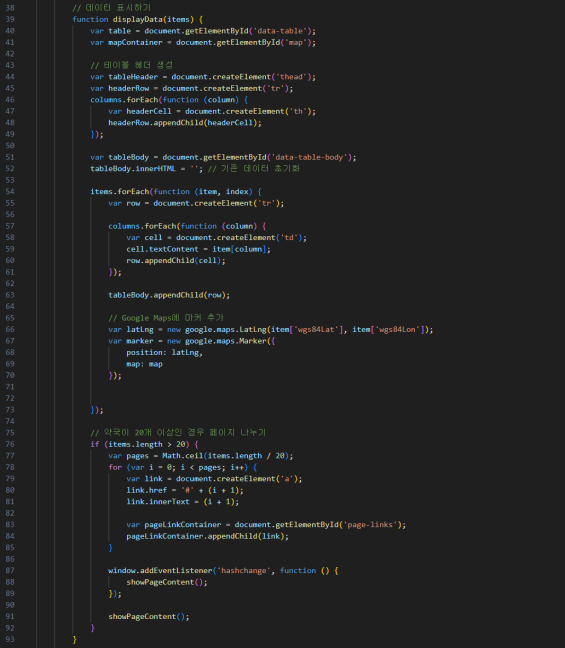 38 // 데이터 표시하기
39 function displayData(items) {
40 var table = document.getElementById('data-table');
41 var mapContainer = document.getElementById('map');
42
43 // 테이블 헤더 생성
44 var tableHeader = document.createElement('thead');
45 var headerRow = document.createElement('tr');
46 columns.forEach(function (column) {
47 var headerCell = document.createElement('th');
48 headerRow.appendChild(headerCell);
49 });
50
51 var tableBody = document.getElementById('data-table-body');
52 tableBody.innerHTML = ''; // 기존 데이터 초기화
53
54 items.forEach(function (item, index) {
55 var row = document.createElement('tr');
56
57 columns.forEach(function (column) {
58 var cell = document.createElement('td');
59 cell.textContent = item[column];
60 row.appendChild(cell);
61 });
62
63 tableBody.appendChild(row);
64
65 // Google Maps에 마커 추가
66 var latLng = new google.maps.LatLng(item['wgs84Lat'], item['wgs84Lon']);
67 var marker = new google.maps.Marker({
68 position: latLng,
69 map: map
70 });
71
72
73 });
74
75 // 약국이 20개 이상인 경우 페이지 나누기
76 if (items.length > 20) {
77 var pages = Math.ceil(items.length / 20);
78 for (var i = 0; i < pages; i++) {
79 var link = document.createElement('a');
80 link.href = '#' + (i + 1);
81 link.innerText = (i + 1);
82
83 var pageLinkContainer = document.getElementById('page-links');
84 pageLinkContainer.appendChild(link);
85 }
86
87 window.addEventListener('hashchange', function () {
88 showPageContent();
89 });
90
91 showPageContent();
92 }
93 }